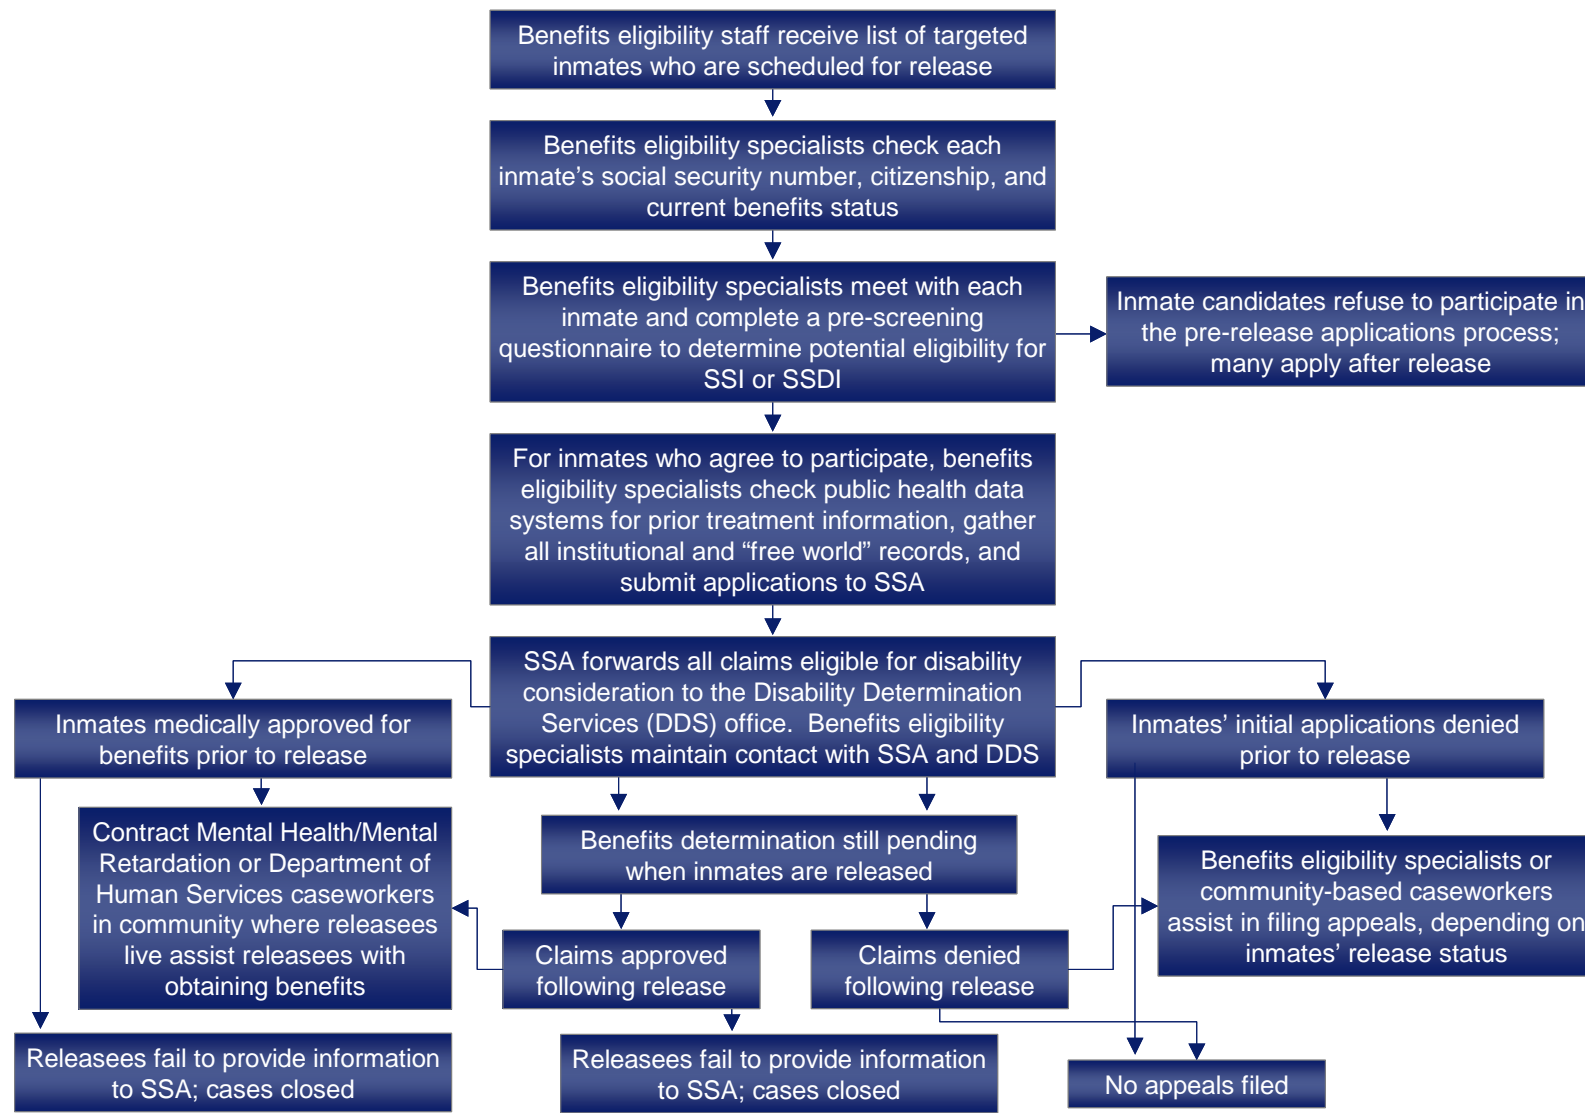 Benefits eligibility staff receive list of targeted
inmates who are scheduled for release
Benefits eligibility specialists check each
inmate’s social security number, citizenship, and
current benefits status
Benefits eligibility specialists meet with each
inmate and complete a pre-screening
questionnaire to determine potential eligibility for
SSI or SSDI
Inmate candidates refuse to participate in
the pre-release applications process;
many apply after release
For inmates who agree to participate, benefits
eligibility specialists check public health data
systems for prior treatment information, gather
all institutional and “free world” records, and
submit applications to SSA
SSA forwards all claims eligible for disability
consideration to the Disability Determination
Services (DDS) office.  Benefits eligibility
specialists maintain contact with SSA and DDS
Inmates medically approved for
benefits prior to release
Inmates’ initial applications denied
prior to release
Contract Mental Health/Mental
Retardation or Department of
Human Services caseworkers
in community where releasees
live assist releasees with
obtaining benefits
Benefits determination still pending
when inmates are released
Benefits eligibility specialists or
community-based caseworkers
assist in filing appeals, depending on
inmates’ release status
Claims approved
following release
Claims denied
following release
Releasees fail to provide information
to SSA; cases closed
Releasees fail to provide information
to SSA; cases closed
No appeals filed